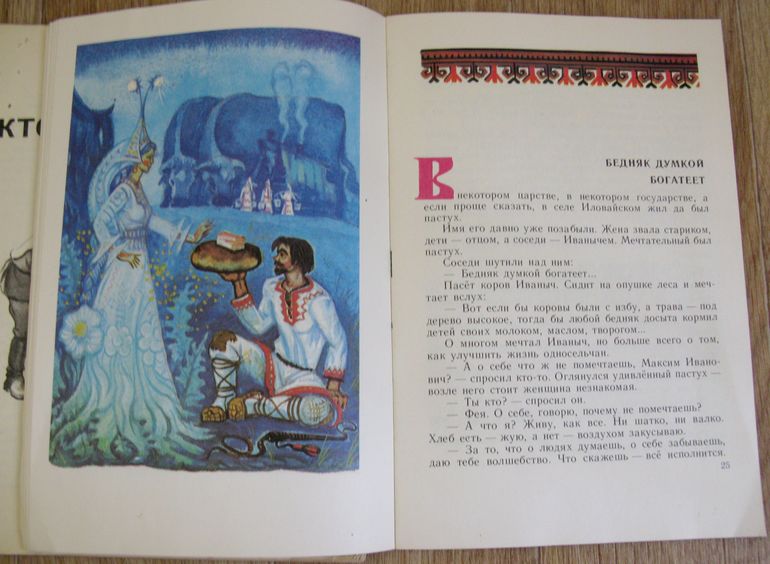 КТО
БЕДНЯК ДУМКОЙ
БОГАТЕЕТ
В некотором царстве, в некотором государстве, а
если проще сказать, в селе Иловайском жил да был
пастух.
Имя его давно уже позабыли. Жена звала стариком,
дети — отцом, а соседи — Иванычем. Мечтательный был
пастух.
Соседи шутили над ним:
— Бедняк думкой богатеет...
Пасёт коров Иваныч. Сидит на опушке леса и меч-
тает вслух:
— Вот если бы коровы были с избу, а трава — под
дерево высокое, тогда бы любой бедняк досыта кормил
детей своих молоком, маслом, творогом...
О многом мечтал Иваныч, но больше всего о том,
как улучшить жизнь односельчан.
— А о себе что ж не помечтаешь, Максим Ивано-
вич? — спросил кто-то. Оглянулся удивлённый пастух —
возле него стоит женщина незнакомая.
— Ты кто? — спросил он.
— Фея. О себе, говорю, почему не помечтаешь?
— А что я? Живу, как все. Ни шатко, ни валко.
Хлеб есть — жую, а нет — воздухом закусываю.
— За то, что о людях думаешь, о себе забываешь,
даю тебе волшебство. Что скажешь — всё исполнится.
25